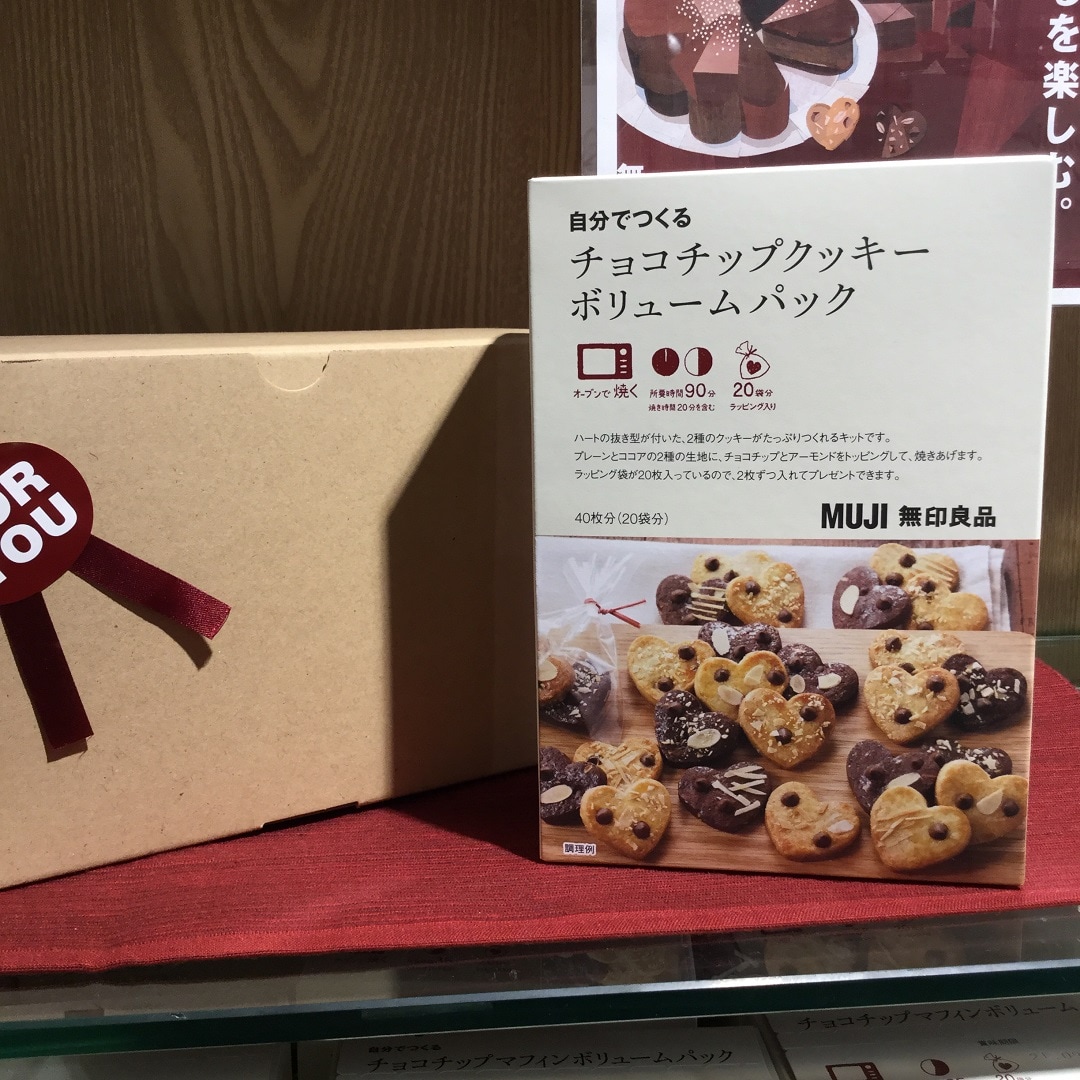 を楽しむ。
自分でつくる
チョコチップクッキー
ボリュームパック
オーブンで 焼く
所要時間 90分
焼き時間20分を含む
20袋分
ラッピング入り
ハートの抜き型が付いた、2種のクッキーがたっぷりつくれるキットです。
プレーンとココアの2種の生地に、チョコチップとアーモンドをトッピングして、焼きあげます。
ラッピング袋が20枚入っているので、2枚ずつ入れてプレゼントできます。
40枚分(20袋分)
MUJI 無印良品
調理例
OR
YOU
自分でつくる
チョコチップマフィンボリュームパック
チョコチップマフィンボリューム